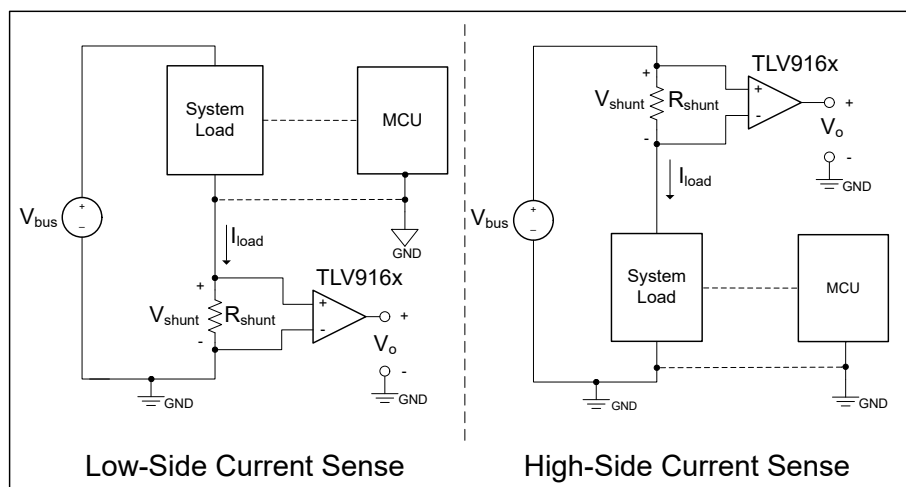 System
Load
MCU
V_bus
+
−
I_load
GND
TLV916x
+
V_shunt
R_shunt
-
+
-
+
V_o
-
GND
GND
Low-Side Current Sense
TLV916x
+
V_shunt
R_shunt
-
+
-
+
V_o
-
GND
I_load
V_bus
+
−
System
Load
MCU
GND
GND
High-Side Current Sense